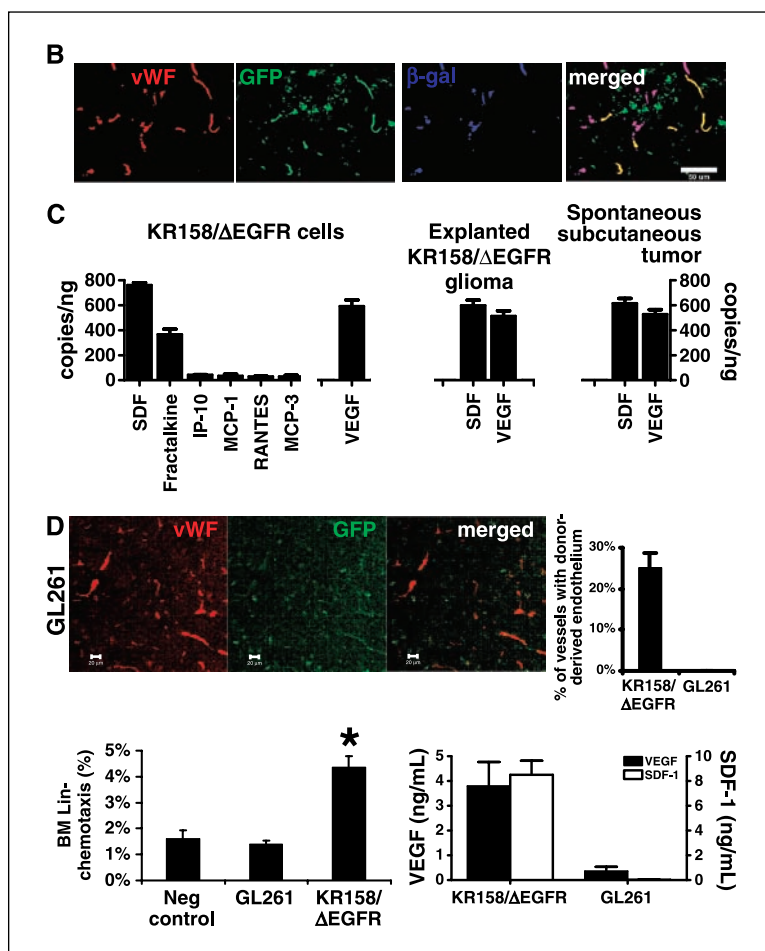 B
vWF GFP β-gal merged
50 um
C
KR158/ΔEGFR cells
Explanted
KR158/ΔEGFR
glioma
Spontaneous
subcutaneous
tumor
copies/ng
800
600
400
200
0
SDF
Fractalkine
IP-10
MCP-1
RANTES
MCP-3
VEGF
SDF
VEGF
SDF
VEGF
800
600
400
200
0
copies/ng
D
GL261
vWF GFP merged
20 μm 20 μm 20 μm
% of vessels with donor-
derived endothelium
30%
20%
10%
0%
KR158/
ΔEGFR
GL261
BM Lin-
chemotaxis (%)
5%
4%
3%
2%
1%
0%
*
Neg
control
GL261
KR158/
ΔEGFR
VEGF (ng/mL)
5
4
3
2
1
0
VEGF
SDF-1
10
8
6
4
2
0
SDF-1 (ng/mL)
KR158/ΔEGFR GL261